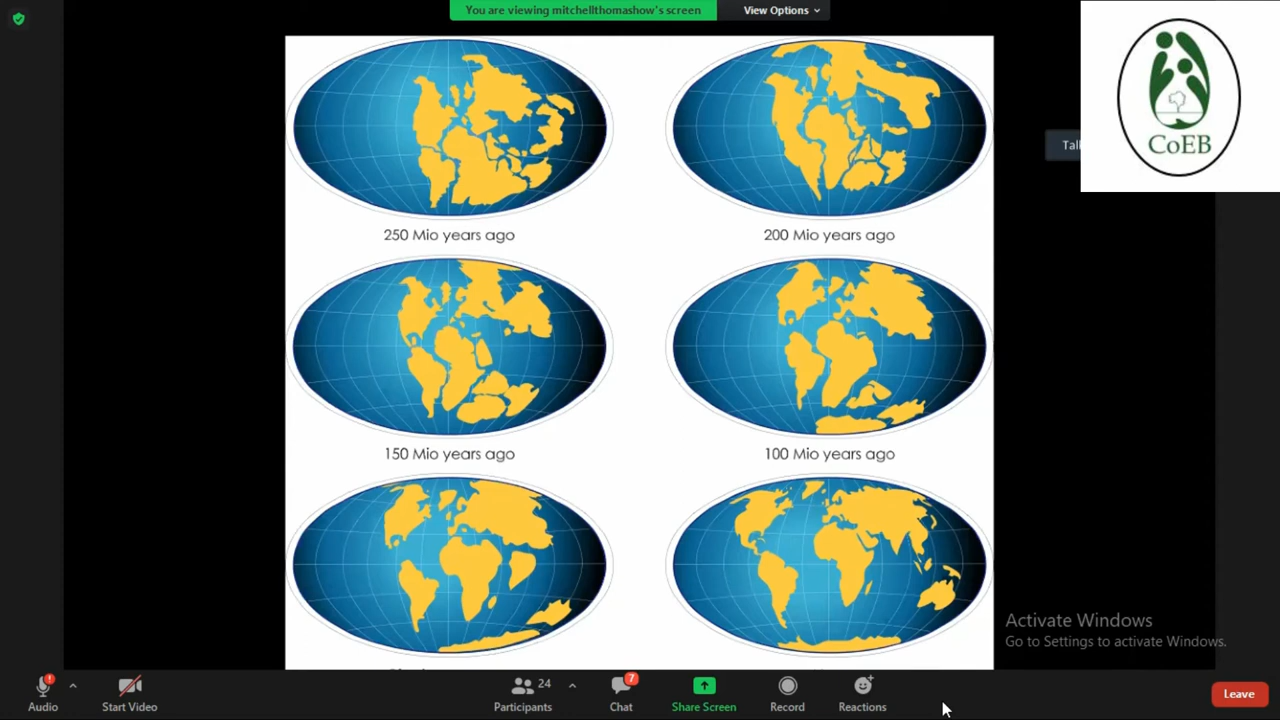 You are viewing mitchellthomashow's screen
View Options
Tal
CoEB
250 Mio years ago
200 Mio years ago
150 Mio years ago
100 Mio years ago
Activate Windows
Go to Settings to activate Windows.
24
7
Audio
Start Video
Participants
Chat
Share Screen
Record
Reactions
Leave